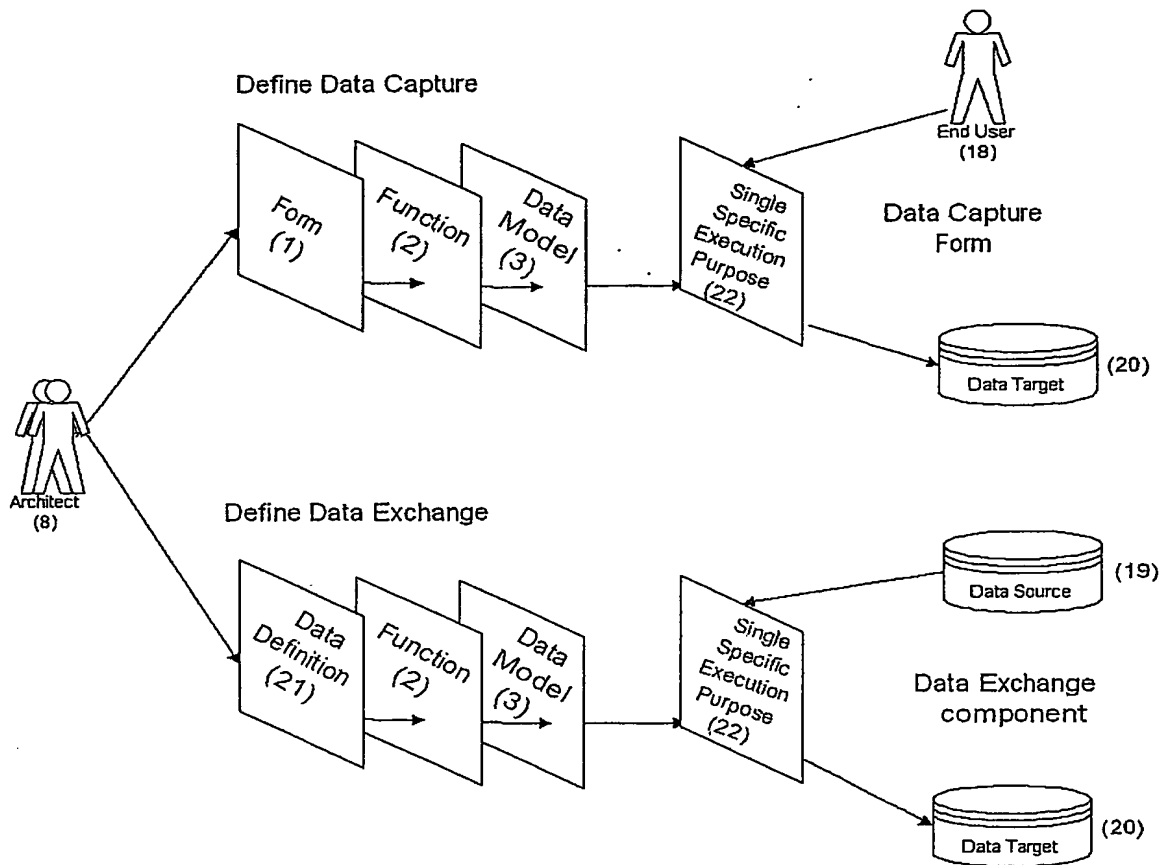 Define Data Capture
Form
(1)
Function
(2)
Data
Model
(3)
Single
Specific
Execution
Purpose
(22)
End User
(18)
Data Capture
Form
Data Target
(20)
Architect
(8)
Define Data Exchange
Data
Definition
(21)
Function
(2)
Data
Model
(3)
Single
Specific
Execution
Purpose
(22)
Data Source
(19)
Data Exchange
component
Data Target
(20)